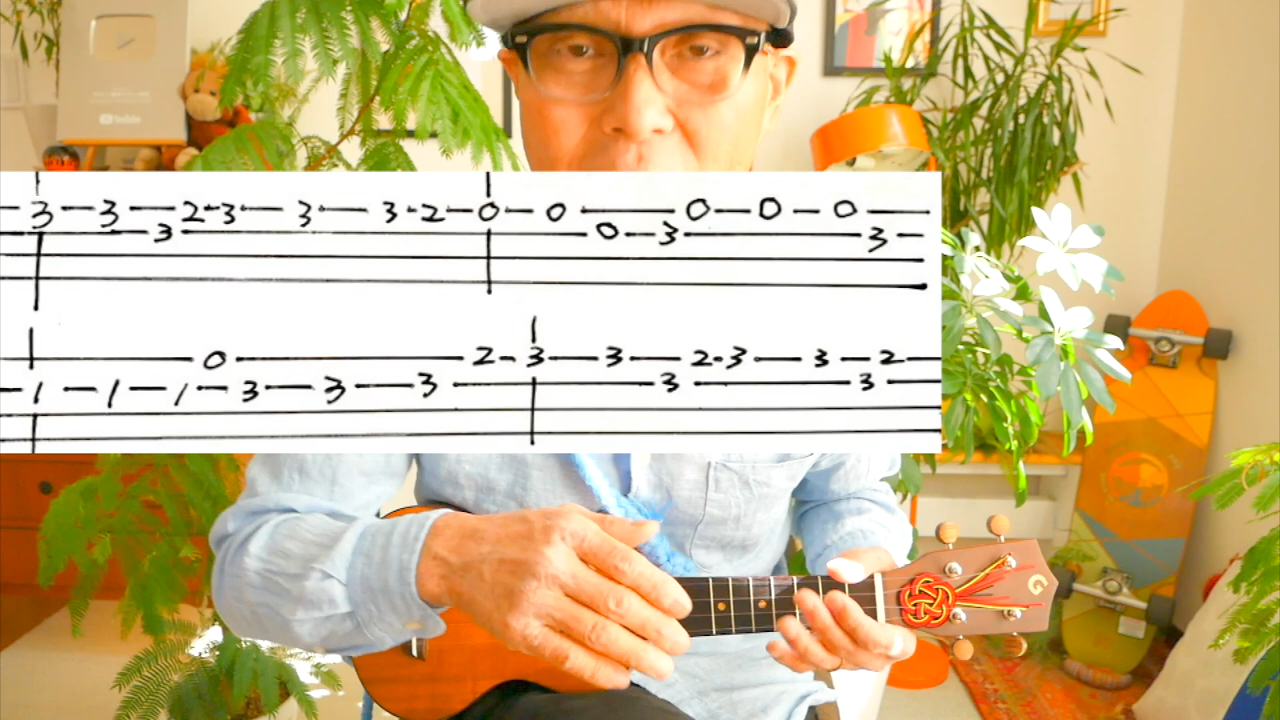 YouTube
3 3 2 3 3 3 2 0 0 0 0 0
3 0 3 3
0 2 3 3 2 3 3 2
1 1 1 3 3 3 3 3
G